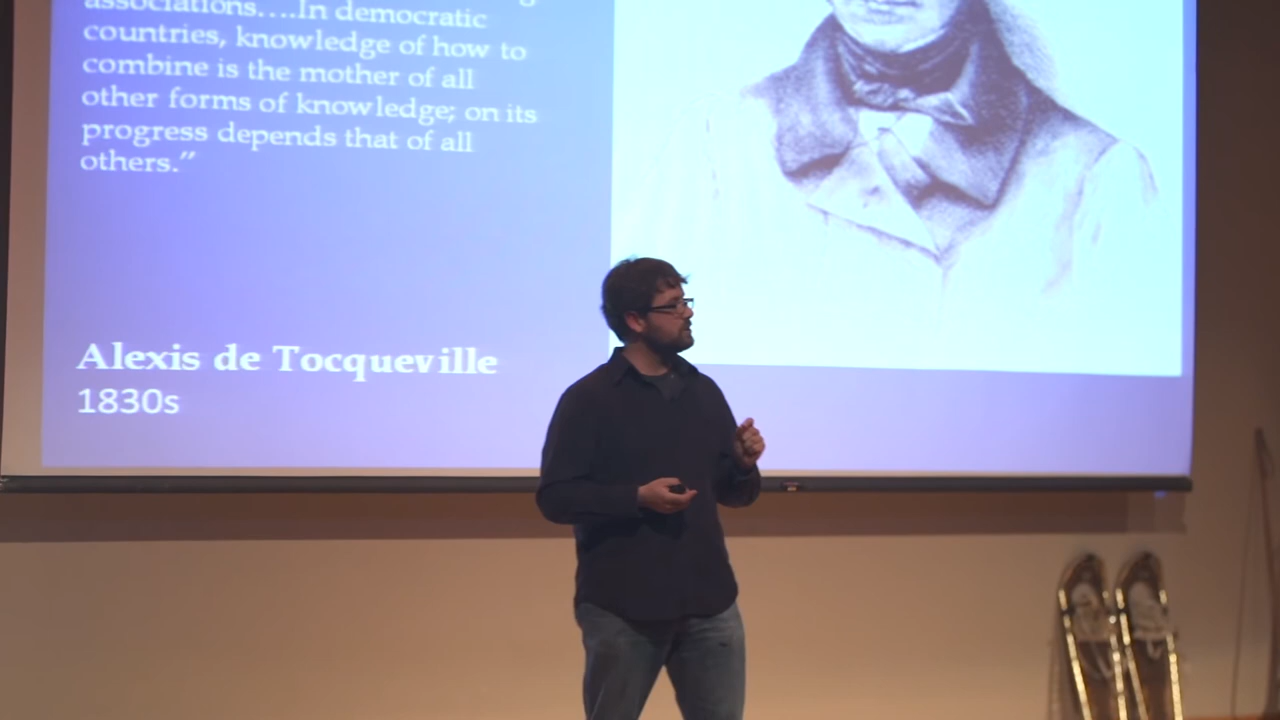 associations….In democratic
countries, knowledge of how to
combine is the mother of all
other forms of knowledge; on its
progress depends that of all
others.”
Alexis de Tocqueville
1830s